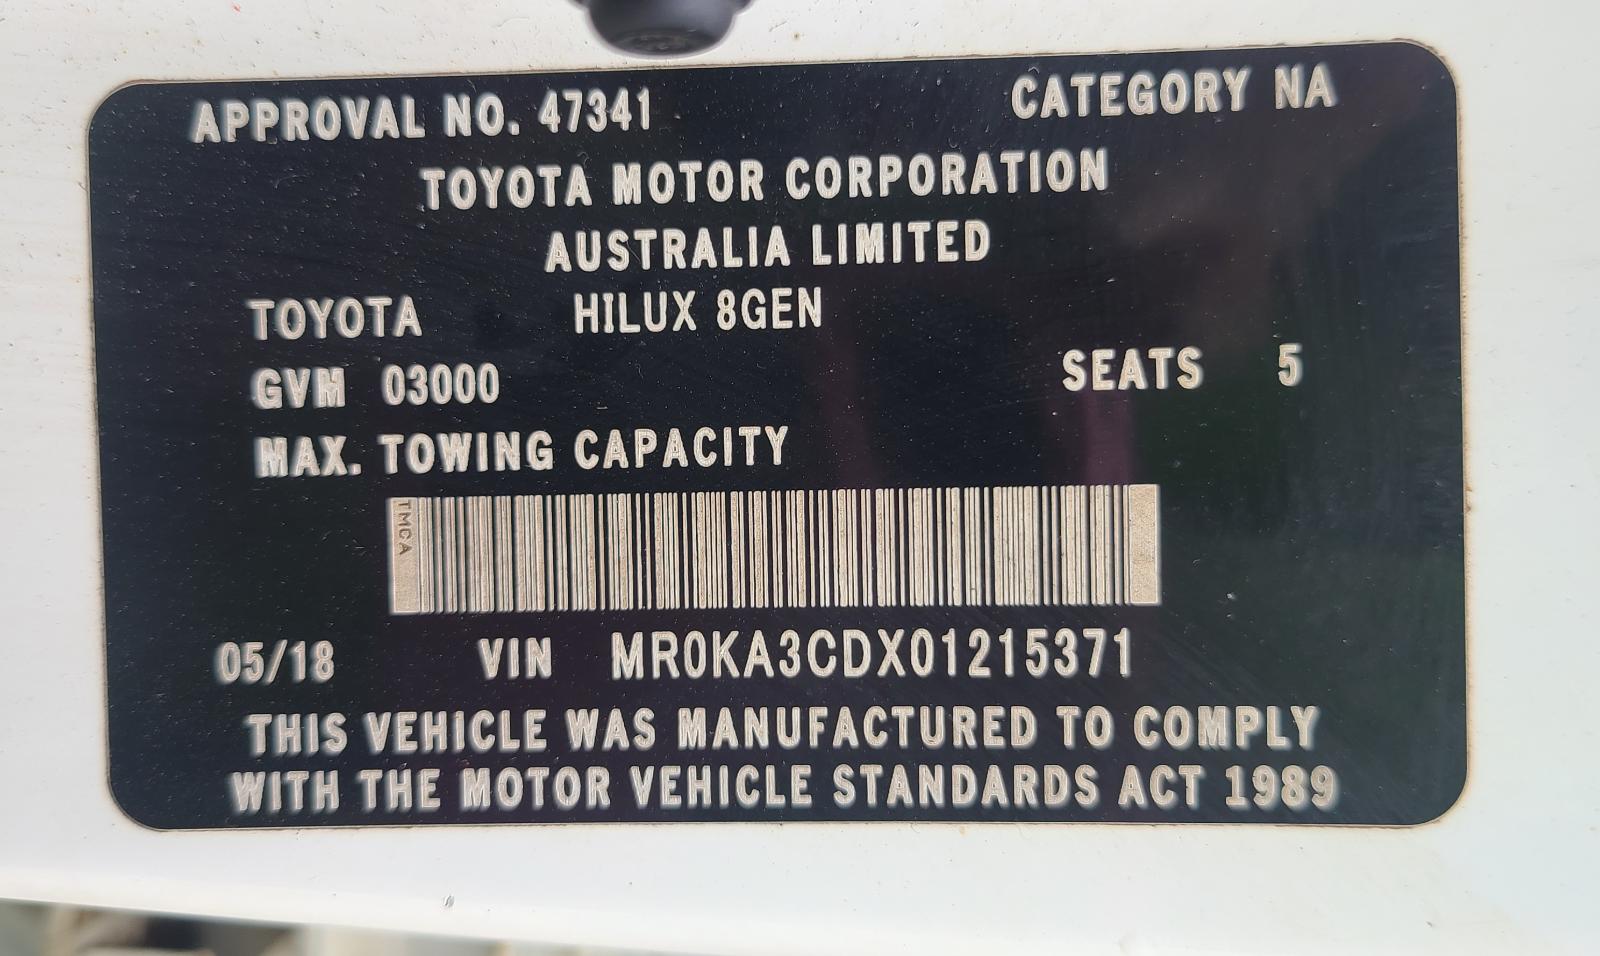 APPROVAL NO. 47341 CATEGORY NA
TOYOTA MOTOR CORPORATION
AUSTRALIA LIMITED
TOYOTA HILUX 8GEN
GVM 03000 SEATS 5
MAX. TOWING CAPACITY
TMCA
05/18 VIN MR0KA3CDX01215371
THIS VEHICLE WAS MANUFACTURED TO COMPLY
WITH THE MOTOR VEHICLE STANDARDS ACT 1989